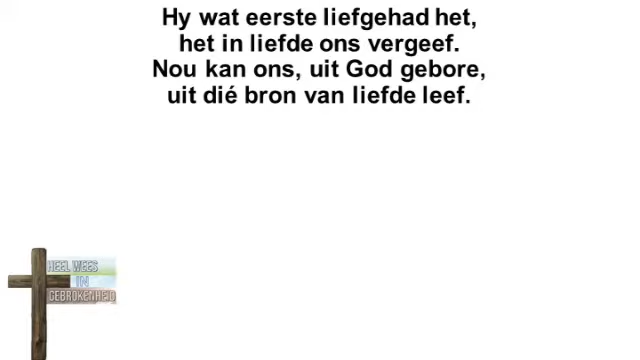 Hy wat eerste liefgehad het,
het in liefde ons vergeef.
Nou kan ons, uit God gebore,
uit dié bron van liefde leef.
HEEL WEES
IN
GEBROKENHEID